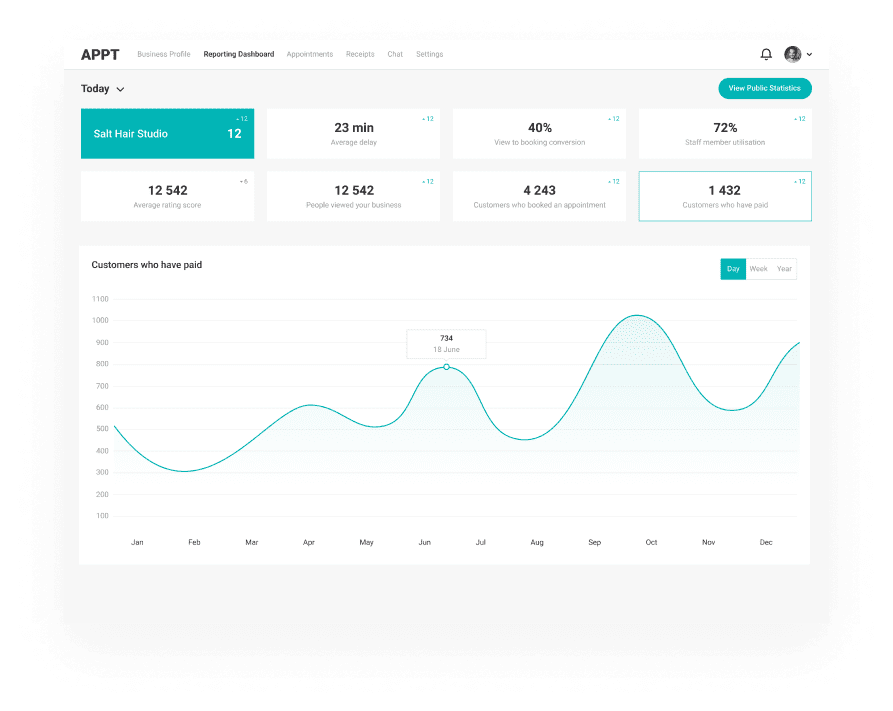 APPT Business Profile Reporting Dashboard Appointments Receipts Chat Settings
Today View Public Statistics
12 12 12 12
Salt Hair Studio 12 23 min 40% 72%
Average delay View to booking conversion Staff member utilisation
6 12 12 12
12 542 12 542 4 243 1 432
Average rating score People viewed your business Customers who booked an appointment Customers who have paid
Customers who have paid Day Week Year
1100
1000
900
800
700
600
500
400
300
200
100
734
18 June
Jan Feb Mar Apr May Jun Jul Aug Sep Oct Nov Dec